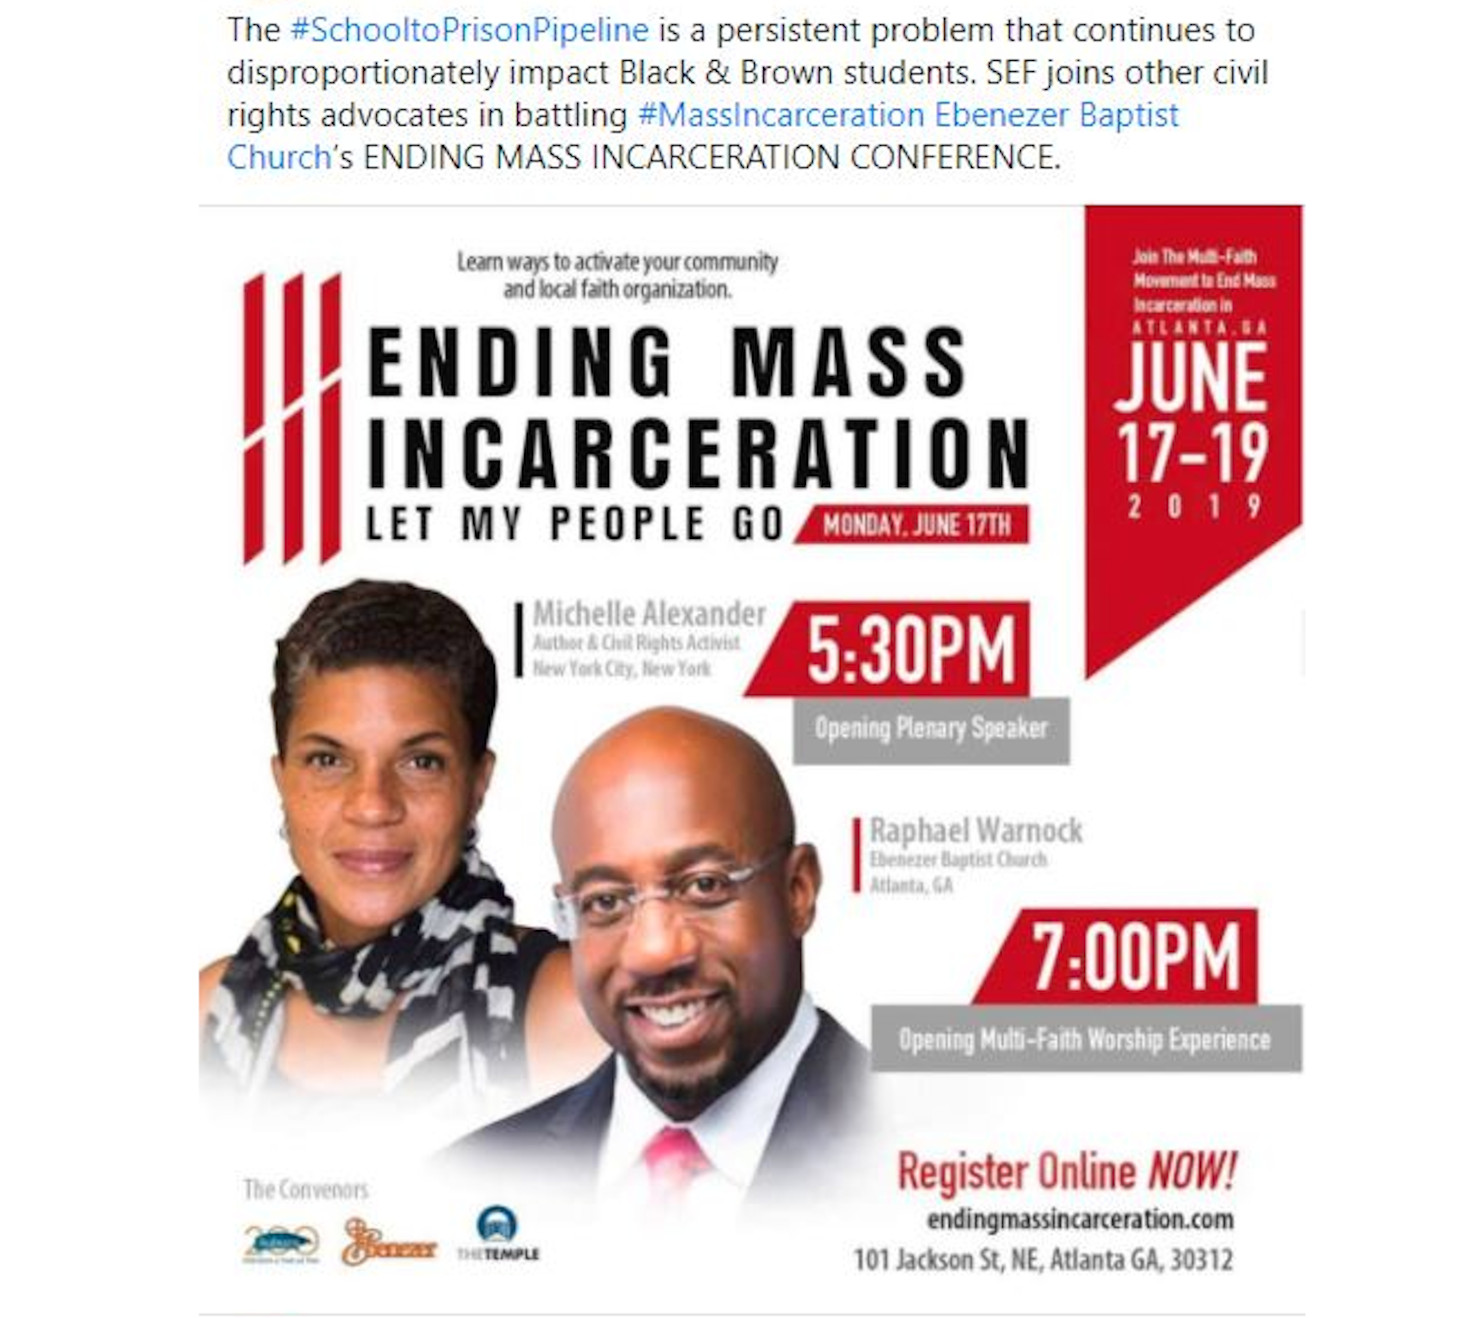 The #SchooltoPrisonPipeline is a persistent problem that continues to
disproportionately impact Black & Brown students. SEF joins other civil
rights advocates in battling #MassIncarceration Ebenezer Baptist
Church's ENDING MASS INCARCERATION CONFERENCE.
Learn ways to activate your community
and local faith organization.
ENDING MASS
INCARCERATION
LET MY PEOPLE GO
MONDAY, JUNE 17TH
Join The Multi-Faith
Movement to End Mass
Incarceration in
ATLANTA, GA
JUNE
17-19
2019
Michelle Alexander
Author & Civil Rights Activist
New York City, New York
5:30PM
Opening Plenary Speaker
Raphael Warnock
Ebenezer Baptist Church
Atlanta, GA
7:00PM
Opening Multi-Faith Worship Experience
Register Online NOW!
endingmassincarceration.com
101 Jackson St, NE, Atlanta GA, 30312
The Convenors
Ebenezer
THE TEMPLE